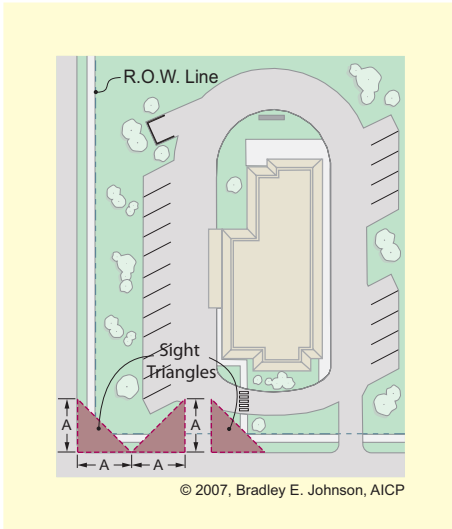 R.O.W. Line
Sight
Triangles
A
A
A
A
© 2007, Bradley E. Johnson, AICP